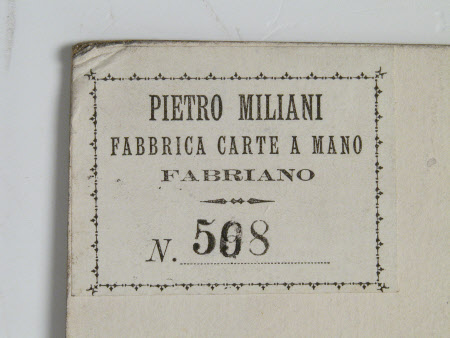 PIETRO MILIANI
FABBRICA CARTE A MANO
FABRIANO
N.